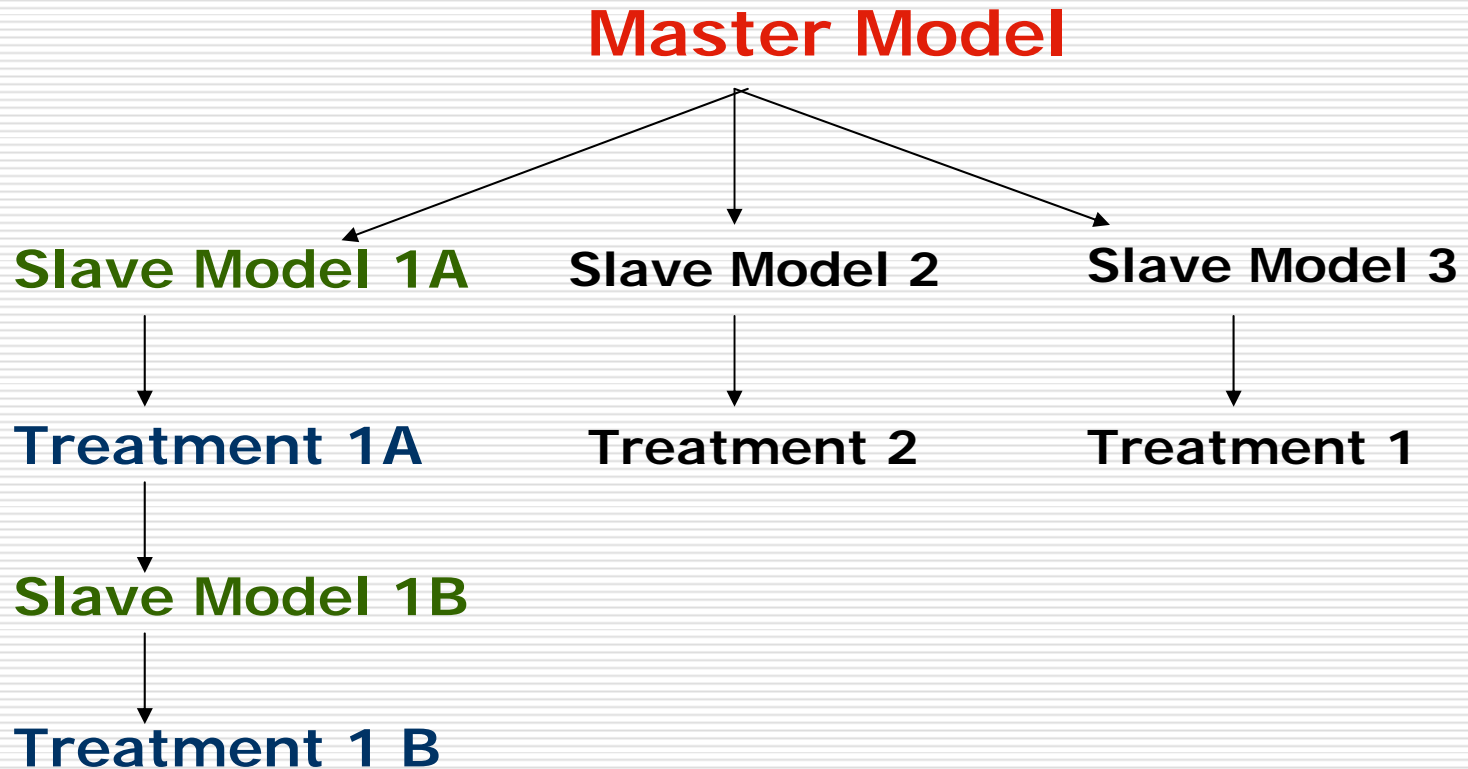 Master Model
Slave Model 1A
Slave Model 2
Slave Model 3
Treatment 1A
Treatment 2
Treatment 1
Slave Model 1B
Treatment 1 B